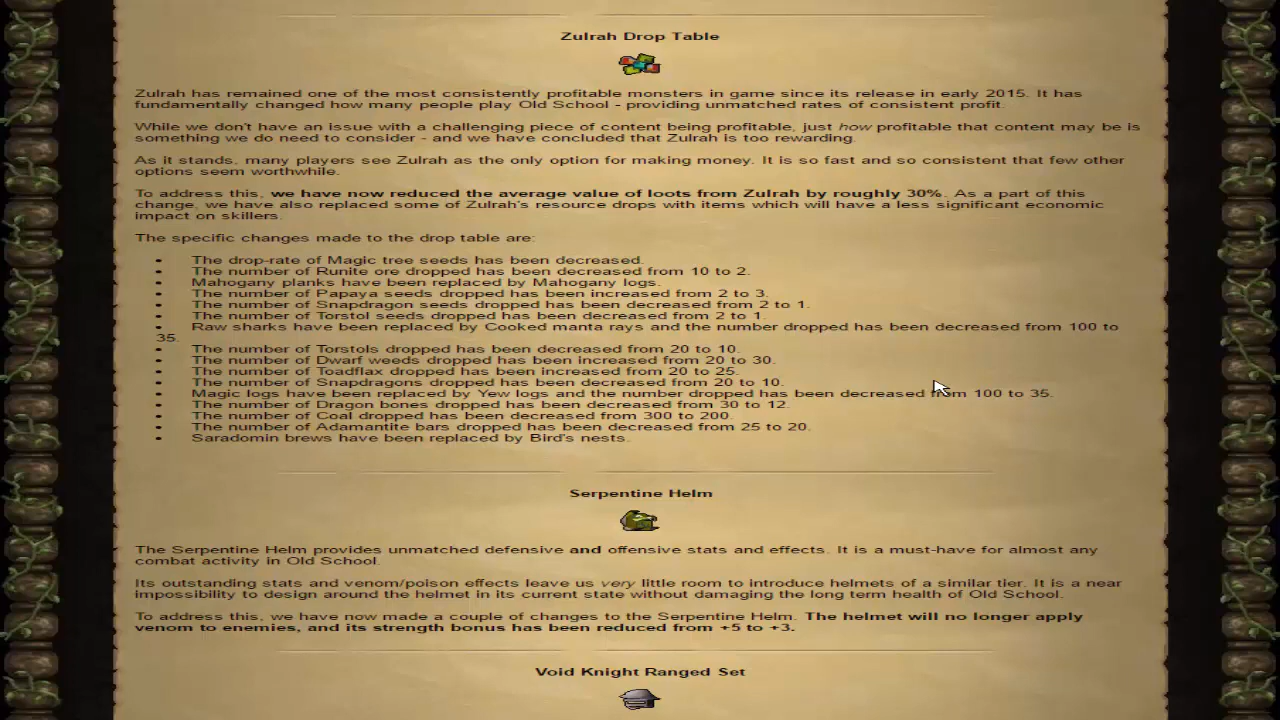 Zulrah Drop Table
Zulrah has remained one of the most consistently profitable monsters in game since its release in early 2015. It has
fundamentally changed how many people play Old School - providing unmatched rates of consistent profit.
While we don't have an issue with a challenging piece of content being profitable, just how profitable that content may be is
something we do need to consider - and we have concluded that Zulrah is too rewarding.
As it stands, many players see Zulrah as the only option for making money. It is so fast and so consistent that few other
options seem worthwhile.
To address this, we have now reduced the average value of loots from Zulrah by roughly 30%. As a part of this
change, we have also replaced some of Zulrah's resource drops with items which will have a less significant economic
impact on skillers.
The specific changes made to the drop table are:
• The drop-rate of Magic tree seeds has been decreased.
• The number of Runite ore dropped has been decreased from 10 to 2.
• Mahogany planks have been replaced by Mahogany logs.
• The number of Papaya seeds dropped has been increased from 2 to 3.
• The number of Snapdragon seeds dropped has been decreased from 2 to 1.
• The number of Torstol seeds dropped has been decreased from 2 to 1.
• Raw sharks have been replaced by Cooked manta rays and the number dropped has been decreased from 100 to
35.
• The number of Torstols dropped has been decreased from 20 to 10.
• The number of Dwarf weeds dropped has been increased from 20 to 30.
• The number of Toadflax dropped has been increased from 20 to 25.
• The number of Snapdragons dropped has been decreased from 20 to 10.
• Magic logs have been replaced by Yew logs and the number dropped has been decreased from 100 to 35.
• The number of Dragon bones dropped has been decreased from 30 to 12.
• The number of Coal dropped has been decreased from 300 to 200.
• The number of Adamantite bars dropped has been decreased from 25 to 20.
• Saradomin brews have been replaced by Bird's nests.
Serpentine Helm
The Serpentine Helm provides unmatched defensive and offensive stats and effects. It is a must-have for almost any
combat activity in Old School.
Its outstanding stats and venom/poison effects leave us very little room to introduce helmets of a similar tier. It is a near
impossibility to design around the helmet in its current state without damaging the long term health of Old School.
To address this, we have now made a couple of changes to the Serpentine Helm. The helmet will no longer apply
venom to enemies, and its strength bonus has been reduced from +5 to +3.
Void Knight Ranged Set